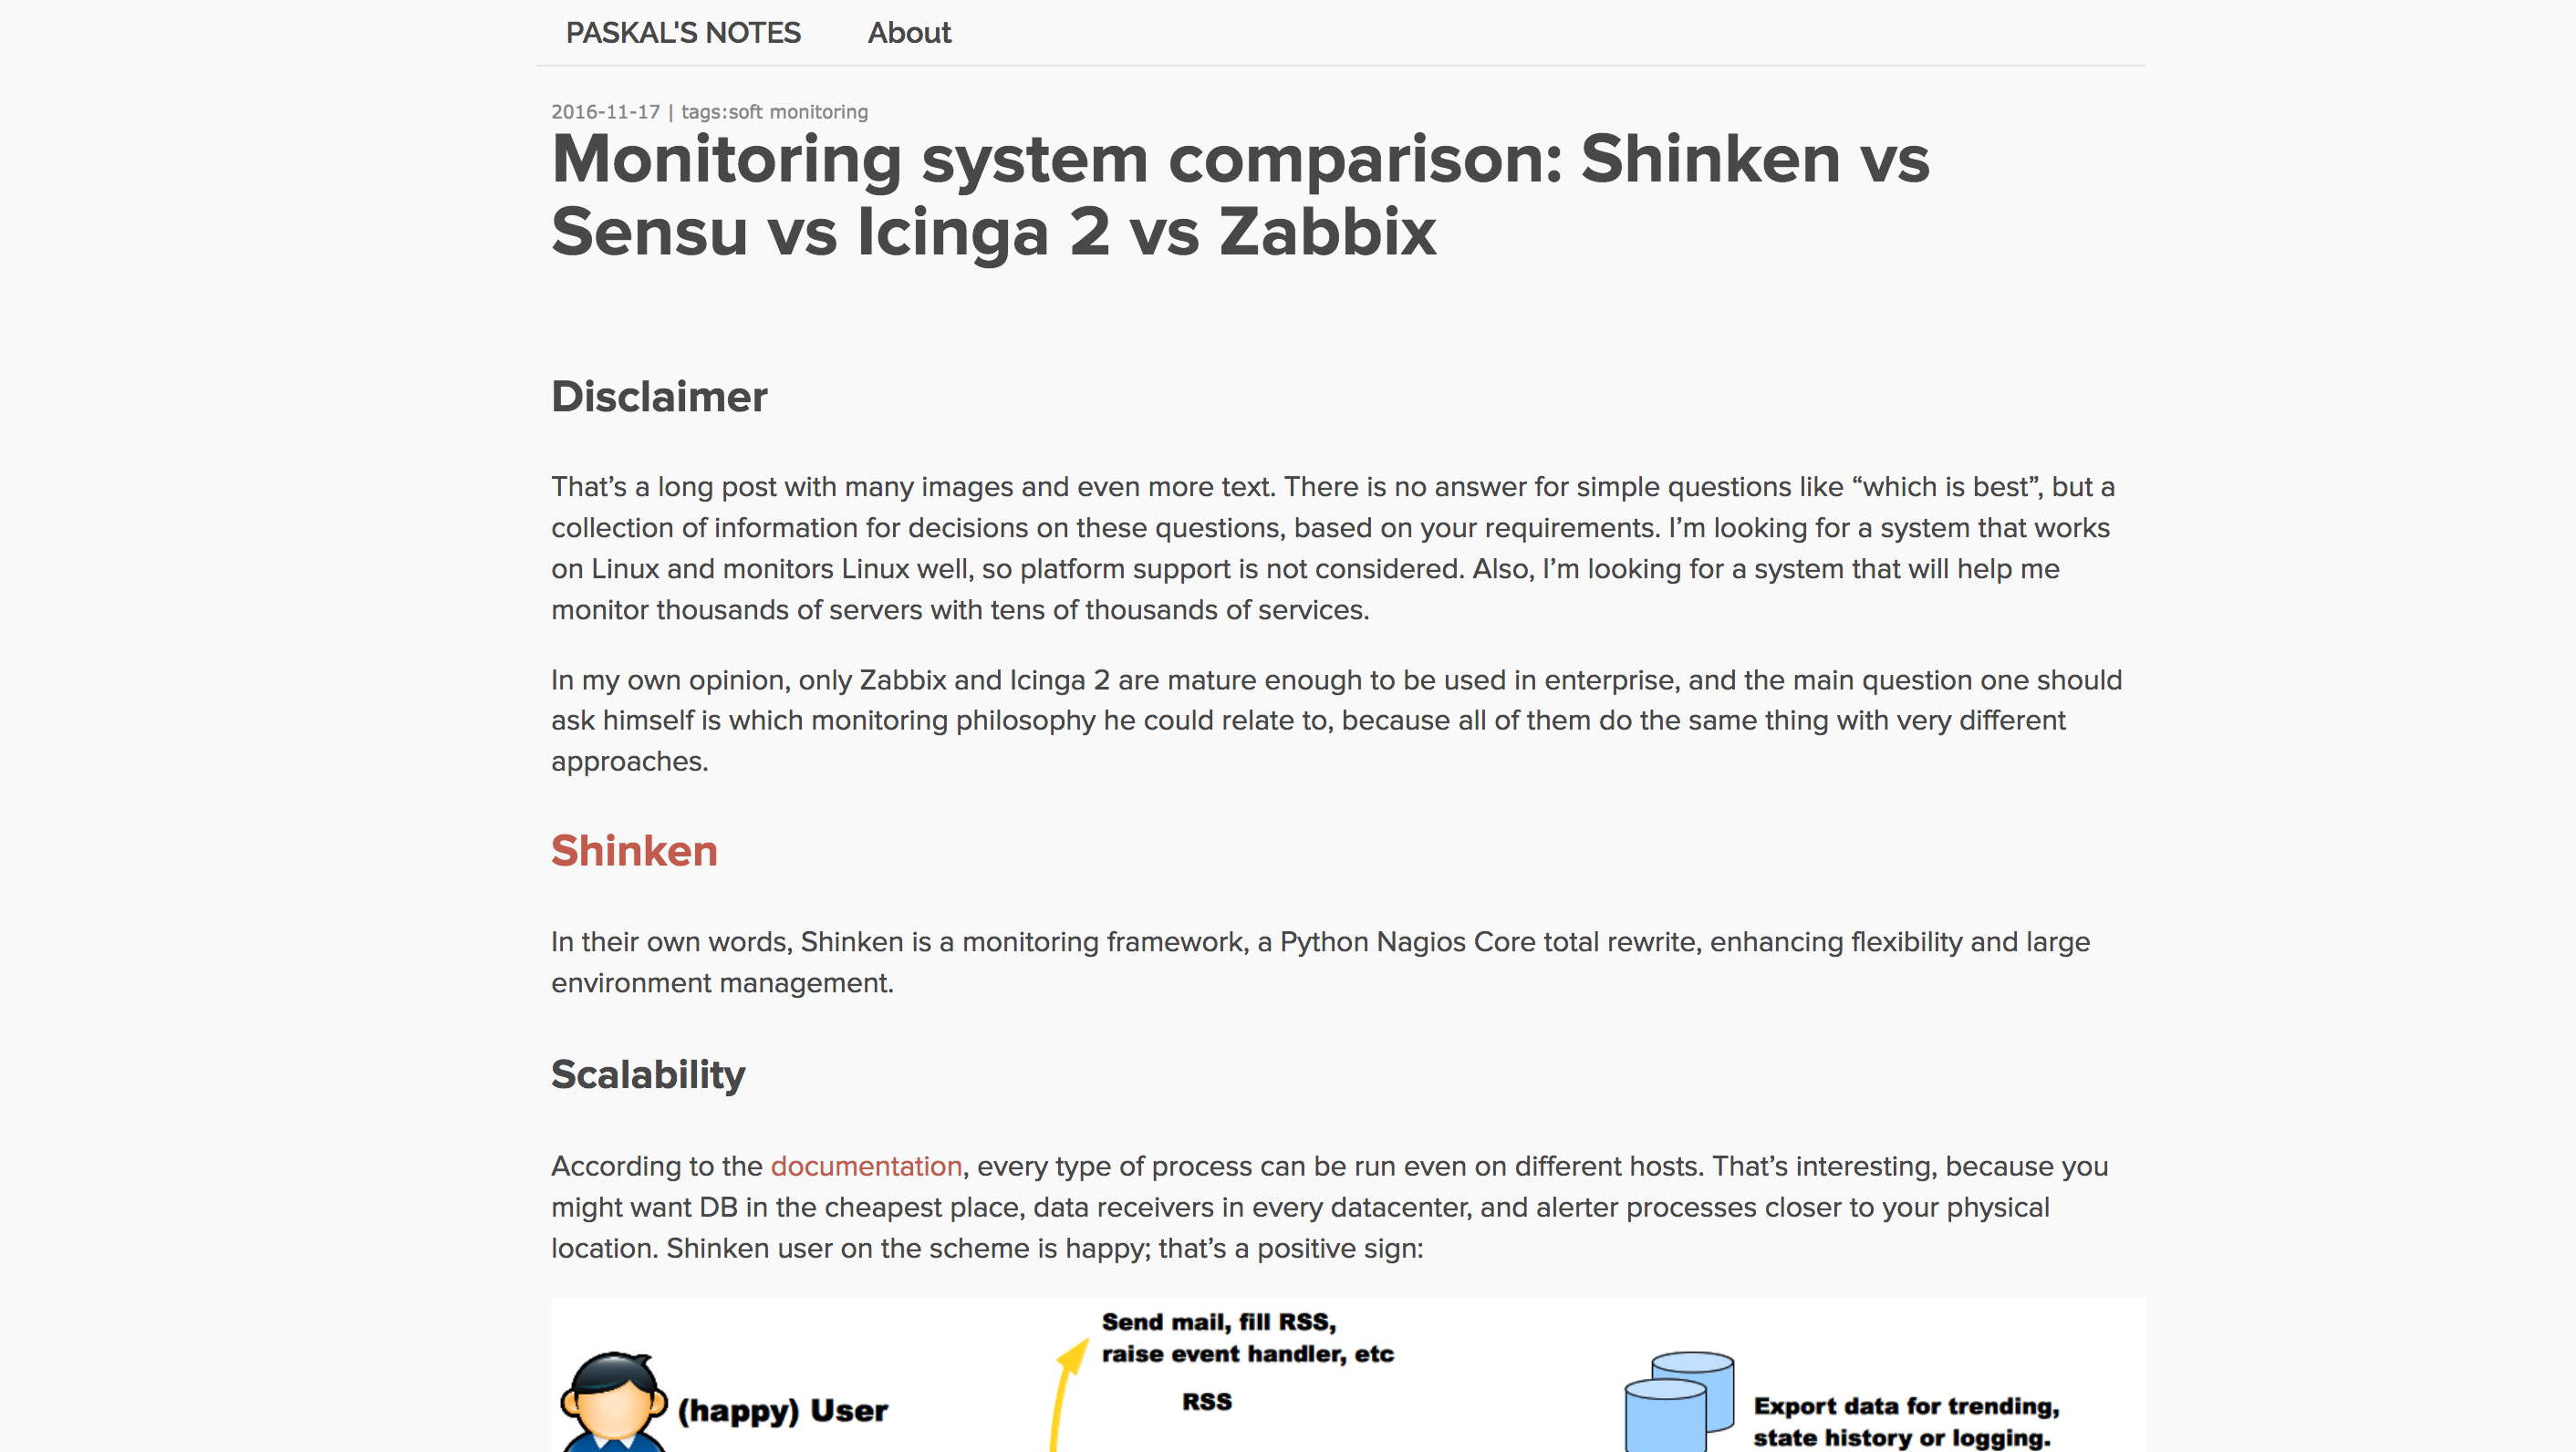 PASKAL'S NOTES About
2016-11-17 | tags:soft monitoring
Monitoring system comparison: Shinken vs
Sensu vs Icinga 2 vs Zabbix
Disclaimer
That’s a long post with many images and even more text. There is no answer for simple questions like “which is best”, but a
collection of information for decisions on these questions, based on your requirements. I’m looking for a system that works
on Linux and monitors Linux well, so platform support is not considered. Also, I’m looking for a system that will help me
monitor thousands of servers with tens of thousands of services.
In my own opinion, only Zabbix and Icinga 2 are mature enough to be used in enterprise, and the main question one should
ask himself is which monitoring philosophy he could relate to, because all of them do the same thing with very different
approaches.
Shinken
In their own words, Shinken is a monitoring framework, a Python Nagios Core total rewrite, enhancing flexibility and large
environment management.
Scalability
According to the documentation, every type of process can be run even on different hosts. That’s interesting, because you
might want DB in the cheapest place, data receivers in every datacenter, and alerter processes closer to your physical
location. Shinken user on the scheme is happy; that’s a positive sign:
Send mail, fill RSS,
raise event handler, etc
RSS
(happy) User
Export data for trending,
state history or logging.